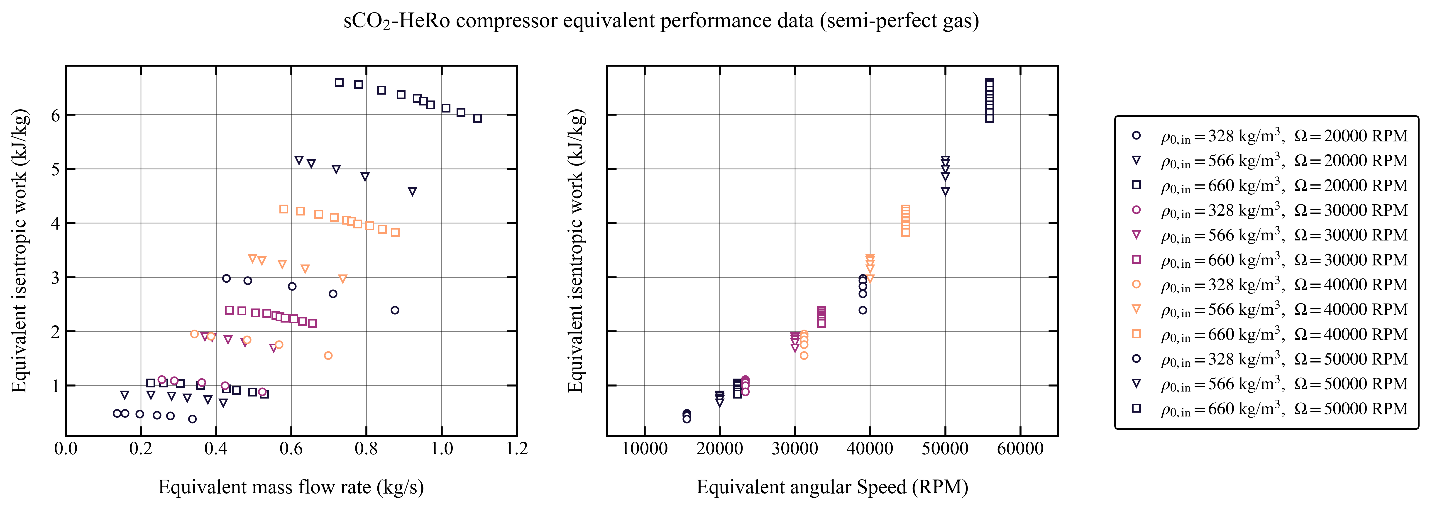 sCO₂-HeRo compressor equivalent performance data (semi-perfect gas)
Equivalent isentropic work (kJ/kg)
6
5
4
3
2
1
0.0 0.2 0.4 0.6 0.8 1.0 1.2
Equivalent mass flow rate (kg/s)
Equivalent isentropic work (kJ/kg)
10000 20000 30000 40000 50000 60000
Equivalent angular Speed (RPM)
ρ₀,ᵢₙ = 328 kg/m³, Ω = 20000 RPM
ρ₀,ᵢₙ = 566 kg/m³, Ω = 20000 RPM
ρ₀,ᵢₙ = 660 kg/m³, Ω = 20000 RPM
ρ₀,ᵢₙ = 328 kg/m³, Ω = 30000 RPM
ρ₀,ᵢₙ = 566 kg/m³, Ω = 30000 RPM
ρ₀,ᵢₙ = 660 kg/m³, Ω = 30000 RPM
ρ₀,ᵢₙ = 328 kg/m³, Ω = 40000 RPM
ρ₀,ᵢₙ = 566 kg/m³, Ω = 40000 RPM
ρ₀,ᵢₙ = 660 kg/m³, Ω = 40000 RPM
ρ₀,ᵢₙ = 328 kg/m³, Ω = 50000 RPM
ρ₀,ᵢₙ = 566 kg/m³, Ω = 50000 RPM
ρ₀,ᵢₙ = 660 kg/m³, Ω = 50000 RPM